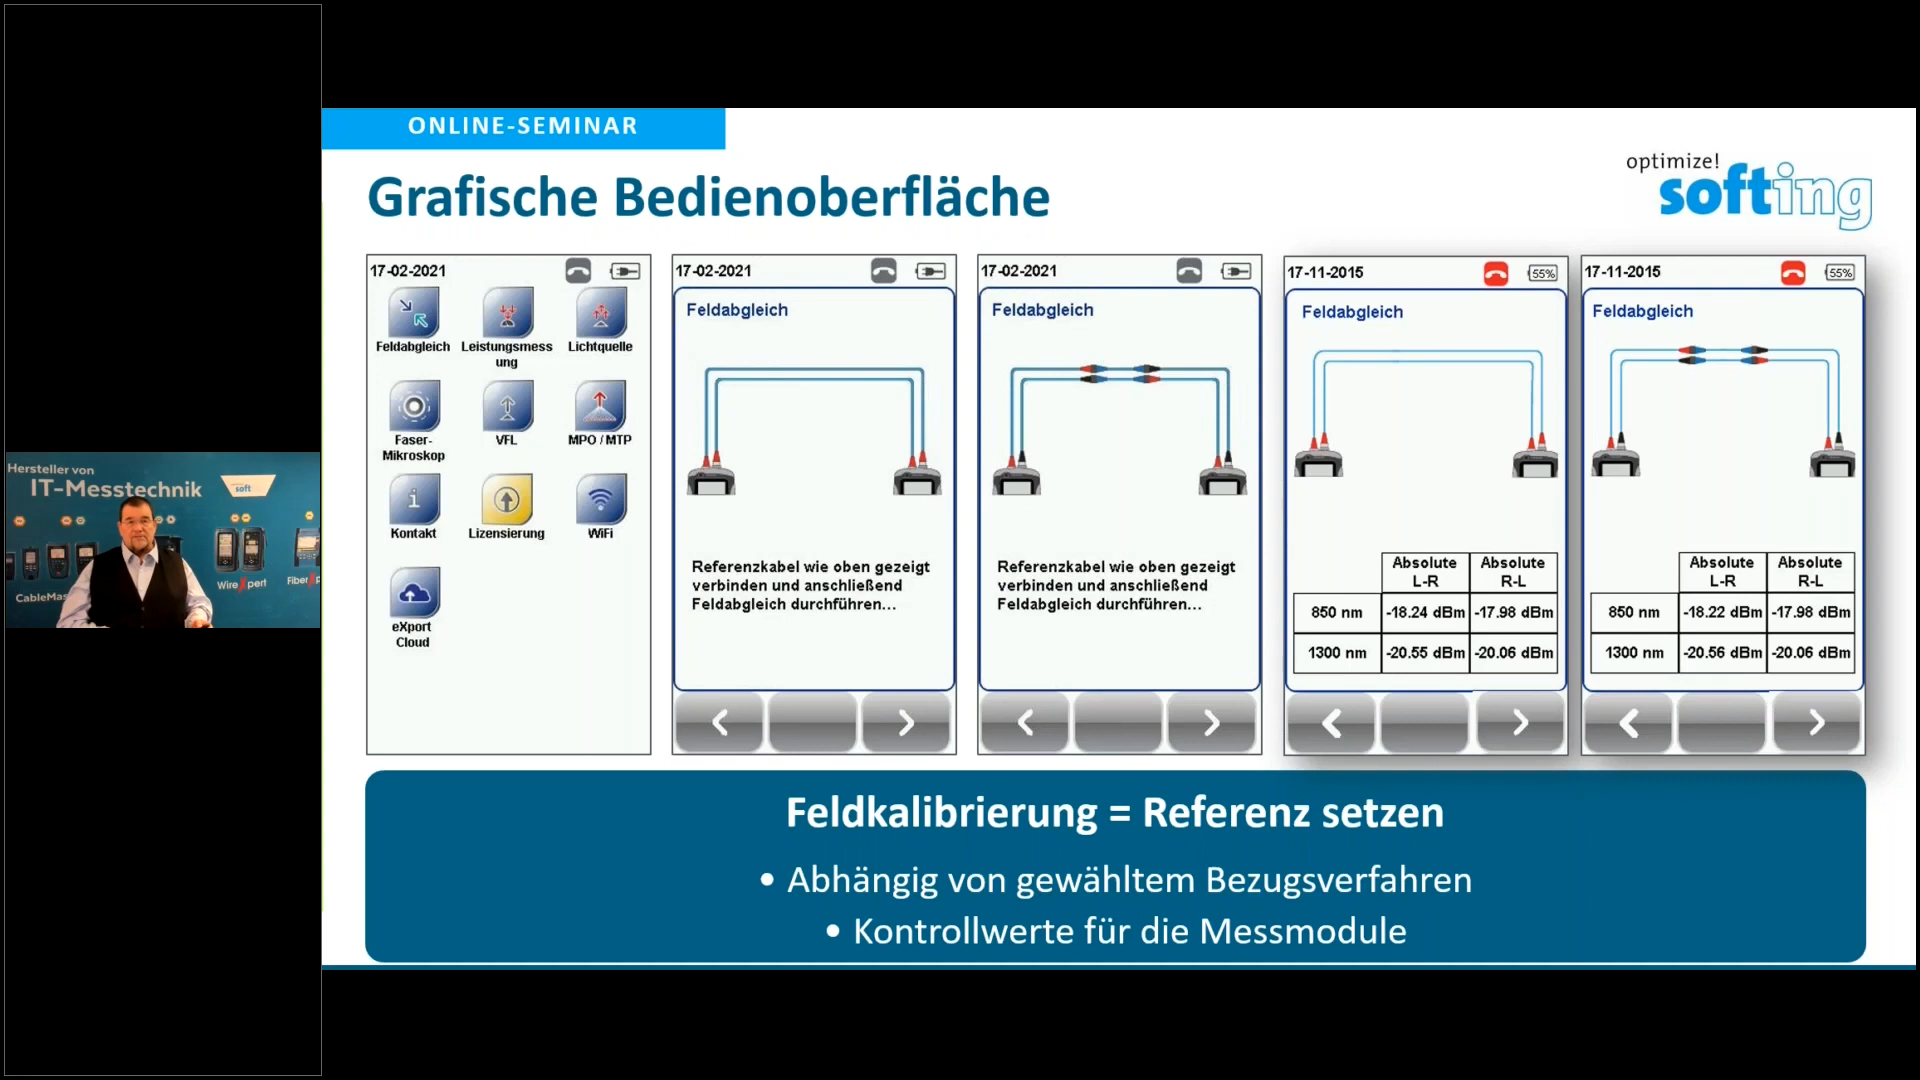 ONLINE-SEMINAR
optimize!
softing
Grafische Bedienoberfläche
17-02-2021
Feldabgleich
Leistungsmess
ung
Lichtquelle
Faser-
Mikroskop
VFL
MPO / MTP
i
Kontakt
Lizensierung
WiFi
eXport
Cloud
17-02-2021
Feldabgleich
Referenzkabel wie oben gezeigt
verbinden und anschließend
Feldabgleich durchführen...
17-02-2021
Feldabgleich
Referenzkabel wie oben gezeigt
verbinden und anschließend
Feldabgleich durchführen...
17-11-2015 55%
Feldabgleich
Absolute L-R Absolute R-L
850 nm -18.24 dBm -17.98 dBm
1300 nm -20.55 dBm -20.06 dBm
17-11-2015 55%
Feldabgleich
Absolute L-R Absolute R-L
850 nm -18.22 dBm -17.98 dBm
1300 nm -20.56 dBm -20.06 dBm
Feldkalibrierung = Referenz setzen
• Abhängig von gewähltem Bezugsverfahren
• Kontrollwerte für die Messmodule
Hersteller von
IT-Messtechnik
soft
WireXpert